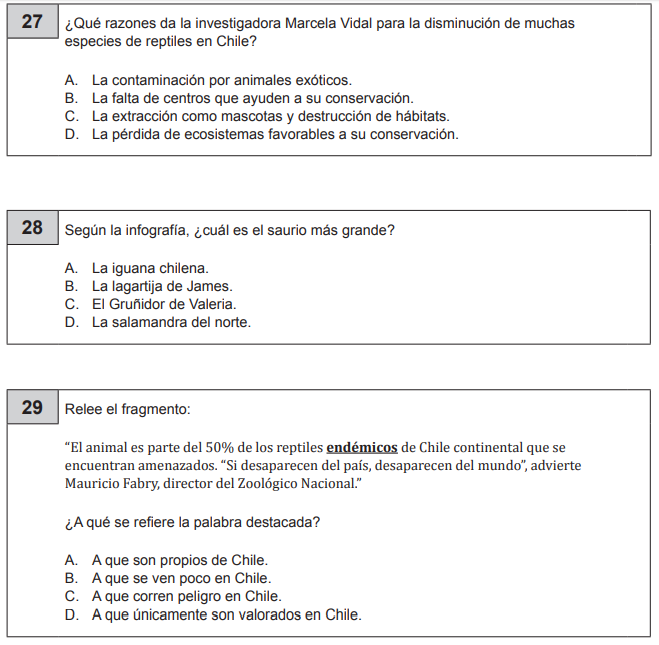 27
¿Qué razones da la investigadora Marcela Vidal para la disminución de muchas
especies de reptiles en Chile?
A. La contaminación por animales exóticos.
B. La falta de centros que ayuden a su conservación.
C. La extracción como mascotas y destrucción de hábitats.
D. La pérdida de ecosistemas favorables a su conservación.
28
Según la infografía, ¿cuál es el saurio más grande?
A. La iguana chilena.
B. La lagartija de James.
C. El Gruñidor de Valeria.
D. La salamandra del norte.
29
Relee el fragmento:
“El animal es parte del 50% de los reptiles endémicos de Chile continental que se
encuentran amenazados. “Si desaparecen del país, desaparecen del mundo”, advierte
Mauricio Fabry, director del Zoológico Nacional.”
¿A qué se refiere la palabra destacada?
A. A que son propios de Chile.
B. A que se ven poco en Chile.
C. A que corren peligro en Chile.
D. A que únicamente son valorados en Chile.